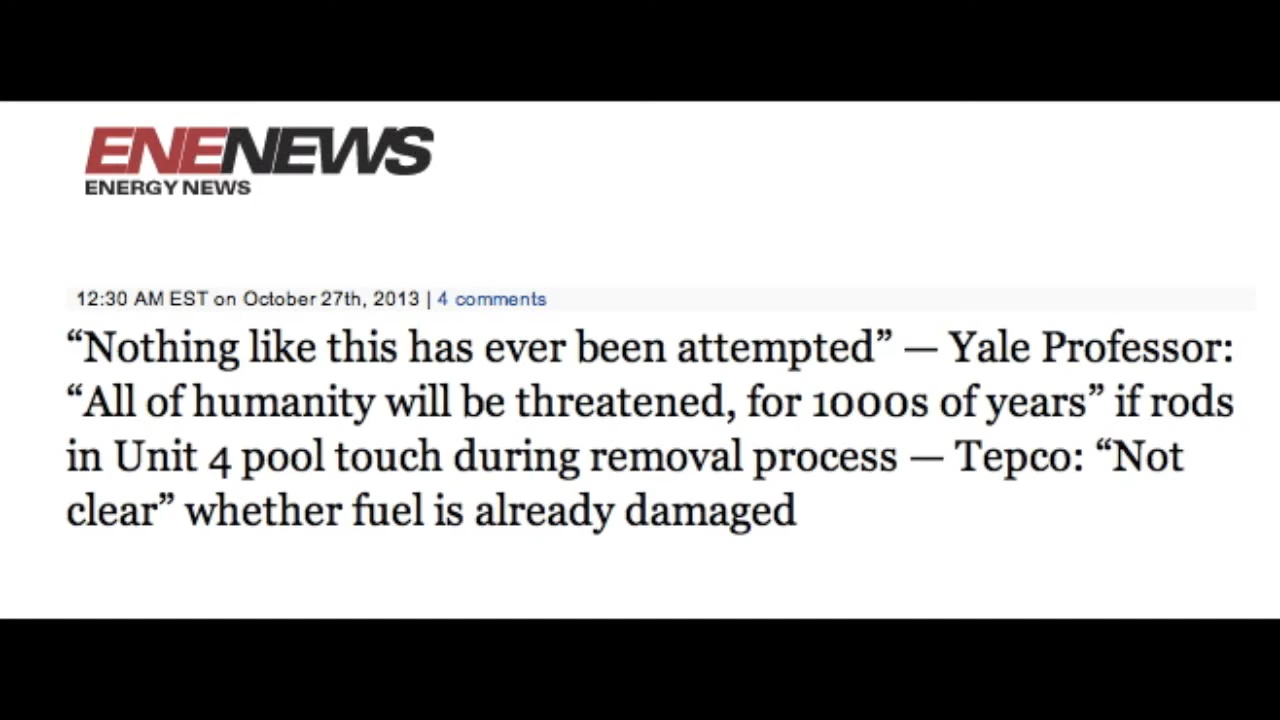 ENENEWS
ENERGY NEWS
12:30 AM EST on October 27th, 2013 | 4 comments
“Nothing like this has ever been attempted” — Yale Professor:
“All of humanity will be threatened, for 1000s of years” if rods
in Unit 4 pool touch during removal process — Tepco: “Not
clear” whether fuel is already damaged